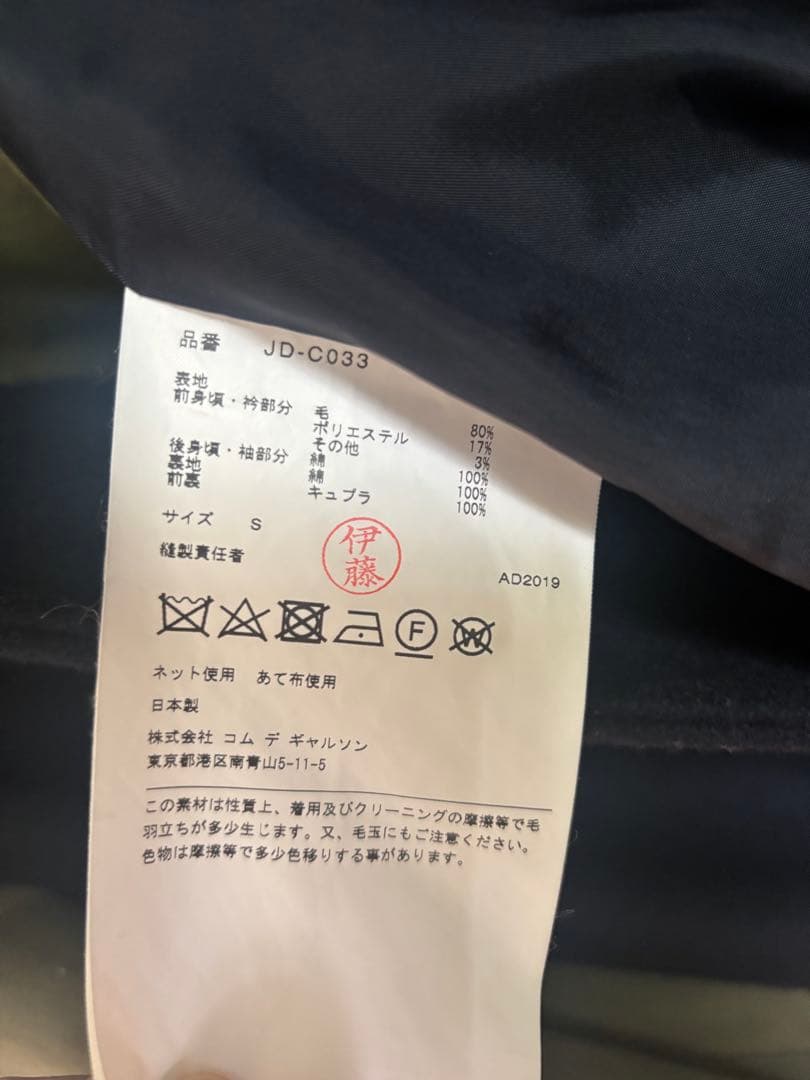 品番 JD-C033
表地
前身頃・衿部分 毛 80%
ポリエステル 17%
その他 3%
後身頃・袖部分 綿 100%
裏地 綿 100%
前裏 キュプラ 100%
サイズ S
縫製責任者 伊藤
AD2019
F W
ネット使用 あて布使用
日本製
株式会社 コム デ ギャルソン
東京都港区南青山5-11-5
この素材は性質上、着用及びクリーニングの摩擦等で毛
羽立ちが多少生じます。又、毛玉にもご注意ください。
色物は摩擦等で多少色移りする事があります。